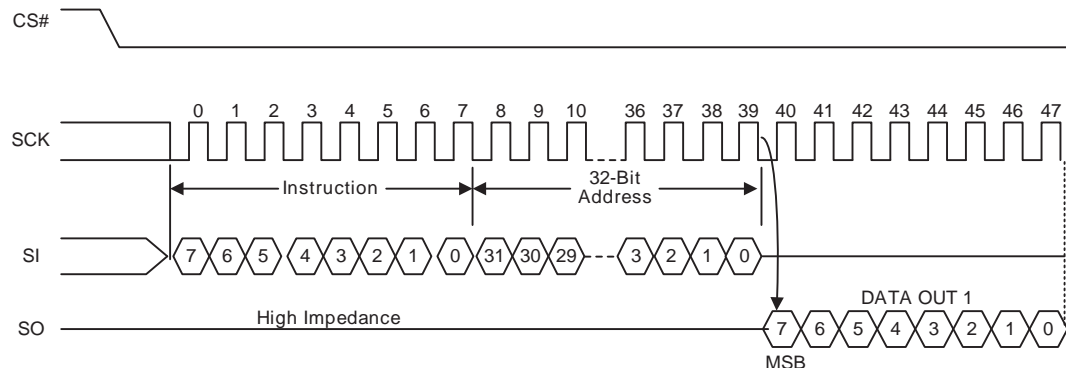 CS#
0 1 2 3 4 5 6 7 8 9 10 36 37 38 39 40 41 42 43 44 45 46 47
SCK
Instruction
32-Bit
Address
SI
7 6 5 4 3 2 1 0 31 30 29 3 2 1 0
DATA OUT 1
High Impedance
SO
7 6 5 4 3 2 1 0
MSB